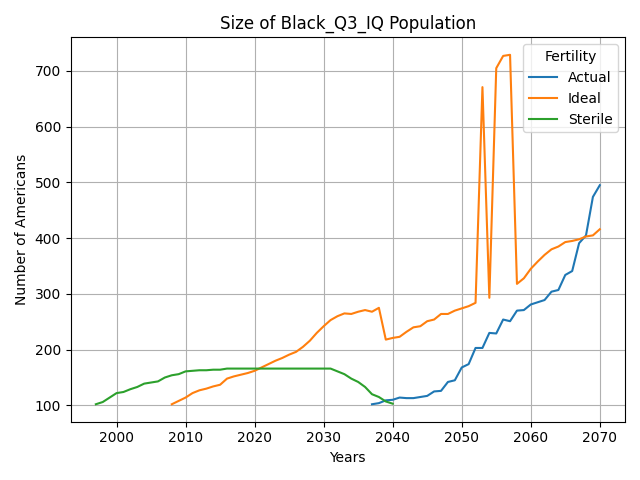 Size of Black_Q3_IQ Population
Fertility
Actual
Ideal
Sterile
Number of Americans
700
600
500
400
300
200
100
2000 2010 2020 2030 2040 2050 2060 2070
Years